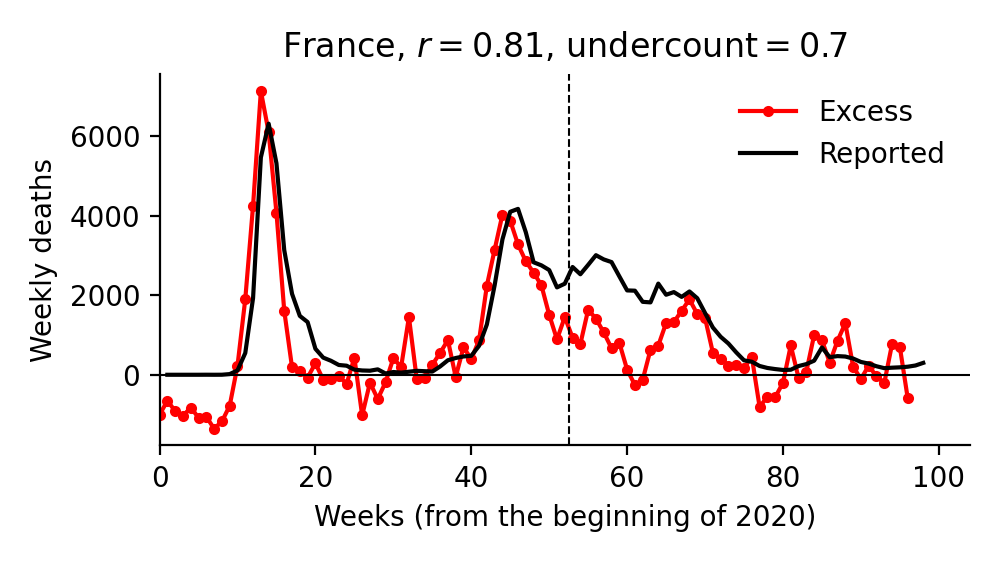 France, r = 0.81, undercount = 0.7
Excess
Reported
Weekly deaths
6000
4000
2000
0
0 20 40 60 80 100
Weeks (from the beginning of 2020)